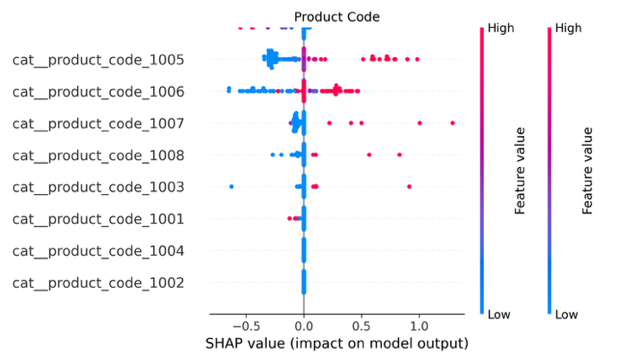 Product Code
High
High
cat__product_code_1005
cat__product_code_1006
cat__product_code_1007
cat__product_code_1008
cat__product_code_1003
cat__product_code_1001
cat__product_code_1004
cat__product_code_1002
Feature value
Feature value
Low
Low
−0.5 0.0 0.5 1.0
SHAP value (impact on model output)